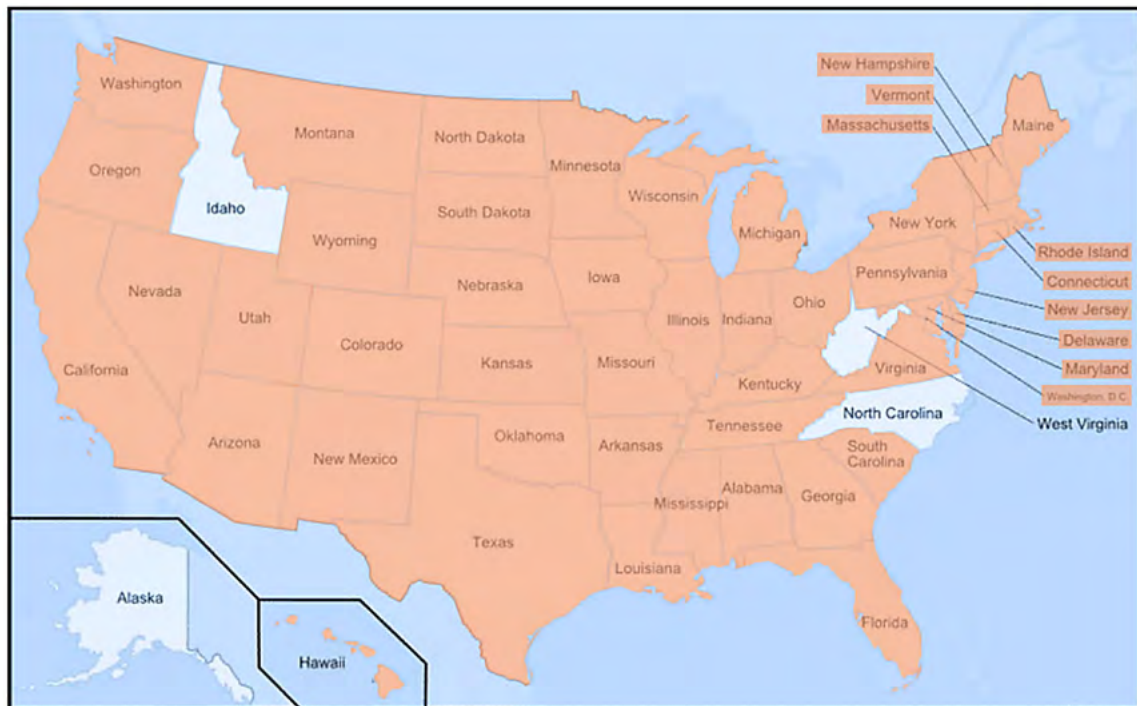 New Hampshire
Vermont
Massachusetts
Washington
Montana
North Dakota
Minnesota
Maine
Oregon
Idaho
Wyoming
South Dakota
Wisconsin
Michigan
New York
Rhode Island
Connecticut
Nevada
Utah
Nebraska
Iowa
Illinois
Indiana
Ohio
Pennsylvania
New Jersey
Delaware
Maryland
Washington, D.C.
West Virginia
California
Colorado
Kansas
Missouri
Kentucky
Virginia
Arizona
New Mexico
Oklahoma
Arkansas
Tennessee
North Carolina
South
Carolina
Texas
Louisiana
Mississippi
Alabama
Georgia
Florida
Alaska
Hawaii